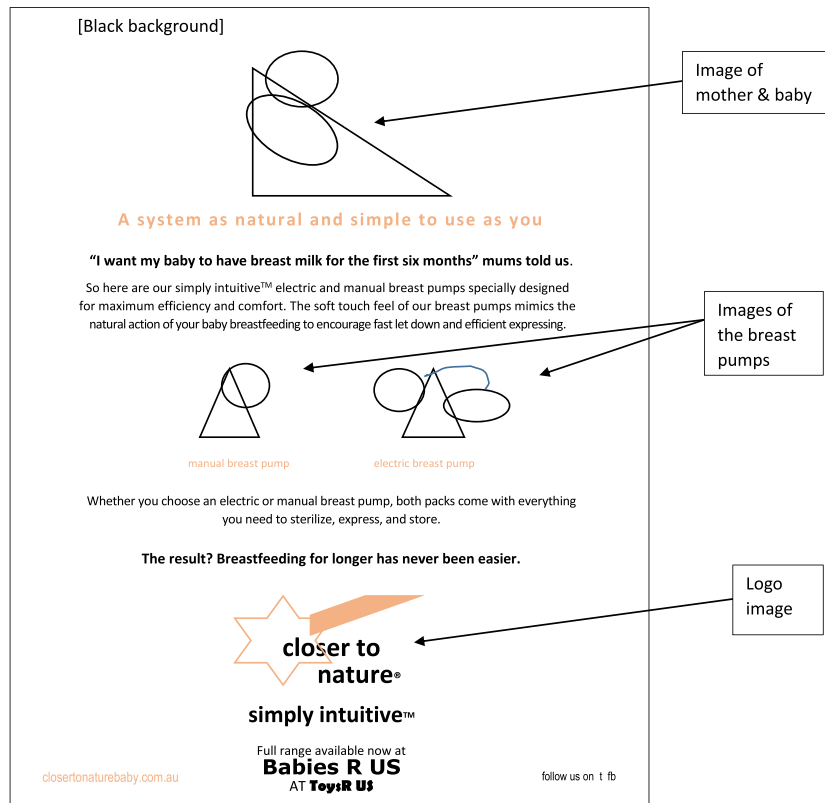 [Black background]
Image of
mother & baby
A system as natural and simple to use as you
“I want my baby to have breast milk for the first six months” mums told us.
So here are our simply intuitive™ electric and manual breast pumps specially designed
for maximum efficiency and comfort. The soft touch feel of our breast pumps mimics the
natural action of your baby breastfeeding to encourage fast let down and efficient expressing.
Images of
the breast
pumps
manual breast pump
electric breast pump
Whether you choose an electric or manual breast pump, both packs come with everything
you need to sterilize, express, and store.
The result? Breastfeeding for longer has never been easier.
Logo
image
closer to
nature®
simply intuitive™
Full range available now at
Babies R US
AT ToysR US
closertonaturebaby.com.au
follow us on t fb